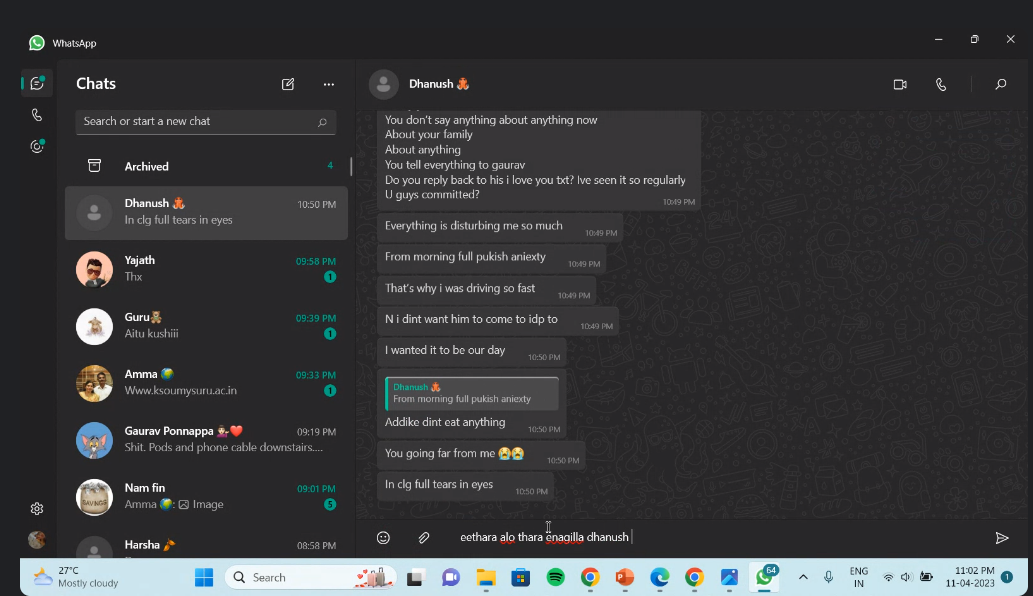 WhatsApp
Chats
Search or start a new chat
Archived 4
Dhanush 10:50 PM
In clg full tears in eyes
Yajath 09:58 PM
Thx 1
Guru 09:39 PM
Aitu kushiii 1
Amma 09:33 PM
Www.ksoumysuru.ac.in 1
Gaurav Ponnappa 09:19 PM
Shit. Pods and phone cable downstairs....
Nam fin 09:01 PM
Amma : Image 5
SAVINGS
Harsha 08:58 PM
Dhanush
You don't say anything about anything now
About your family
About anything
You tell everything to gaurav
Do you reply back to his i love you txt? Ive seen it so regularly
U guys committed?
10:49 PM
Everything is disturbing me so much 10:49 PM
From morning full pukish aniexty 10:49 PM
That's why i was driving so fast 10:49 PM
N i dint want him to come to idp to 10:49 PM
I wanted it to be our day 10:50 PM
Dhanush
From morning full pukish aniexty
Addike dint eat anything 10:50 PM
You going far from me 😭😭 10:50 PM
In clg full tears in eyes 10:50 PM
eethara alo thara enagilla dhanush
27°C
Mostly cloudy
Search
64
ENG
IN
11:02 PM
11-04-2023
1